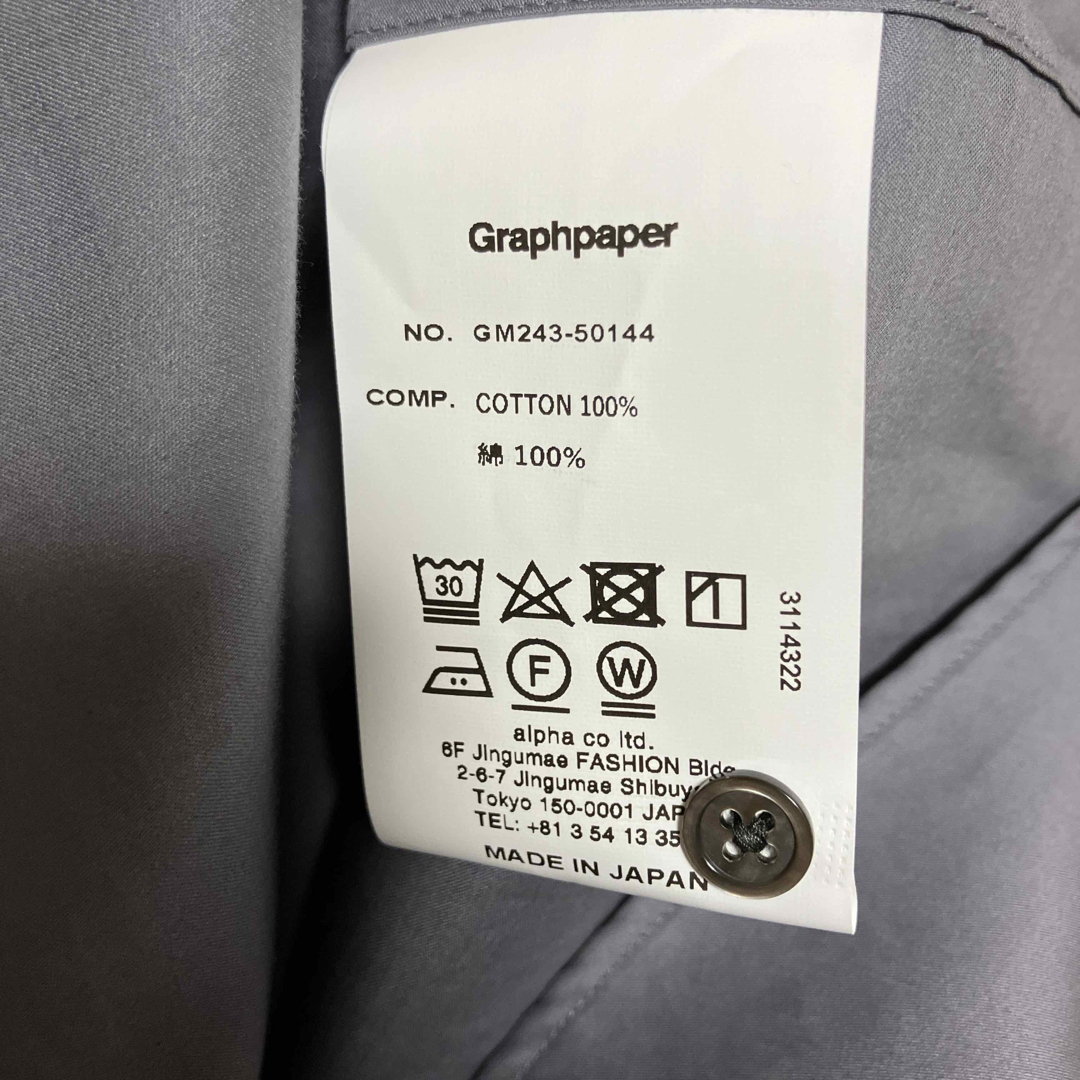 Graphpaper
NO. GM243-50144
COMP. COTTON 100%
綿 100%
30
3114322
F
W
alpha co ltd.
6F Jingumae FASHION Bldg
2-6-7 Jingumae Shibuy
Tokyo 150-0001 JAP
TEL: +81 3 54 13 35
MADE IN JAPAN